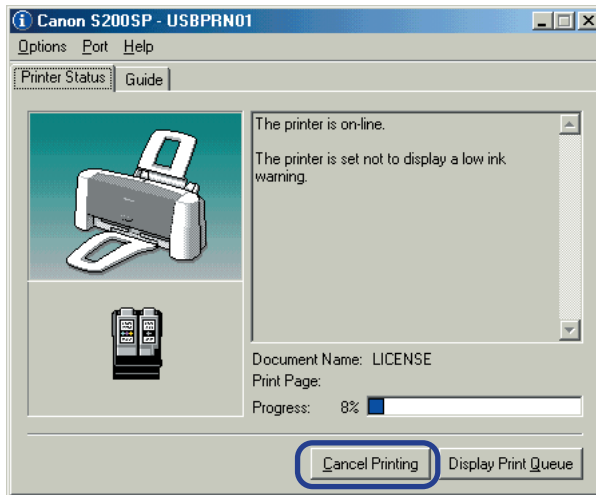 Canon S200SP - USBPRN01
Options Port Help
Printer Status Guide
The printer is on-line.
The printer is set not to display a low ink
warning.
Document Name: LICENSE
Print Page:
Progress: 8%
Cancel Printing Display Print Queue